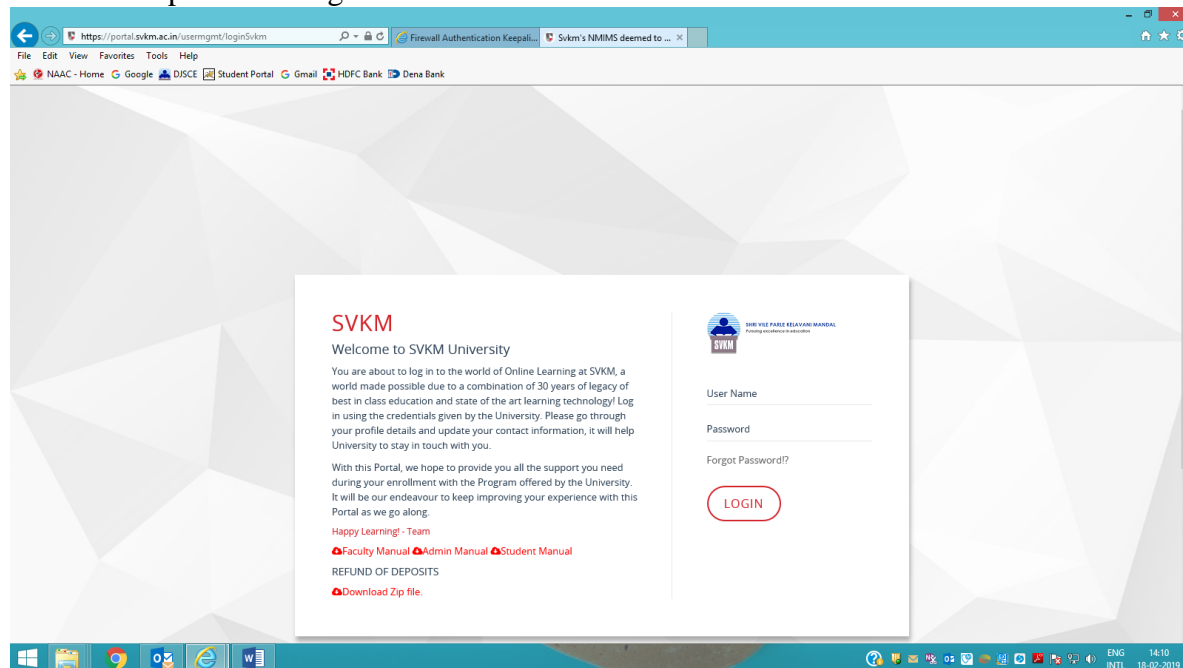 https://portal.svkm.ac.in/usermgmt/loginSvkm
Firewall Authentication Keepali...
Svkm's NMIMS deemed to ...
File Edit View Favorites Tools Help
NAAC - Home Google DJSCE Student Portal Gmail HDFC Bank Dena Bank
SVKM
Welcome to SVKM University
You are about to log in to the world of Online Learning at SVKM, a
world made possible due to a combination of 30 years of legacy of
best in class education and state of the art learning technology! Log
in using the credentials given by the University. Please go through
your profile details and update your contact information, it will help
University to stay in touch with you.
With this Portal, we hope to provide you all the support you need
during your enrollment with the Program offered by the University.
It will be our endeavour to keep improving your experience with this
Portal as we go along.
Happy Learning! - Team
Faculty Manual Admin Manual Student Manual
REFUND OF DEPOSITS
Download Zip file.
SVKM
SHRI VILE PARLE KELAVANI MANDAL
Pursuing excellence in education
User Name
Password
Forgot Password!?
LOGIN
ENG 14:10
INTL 18-02-2019